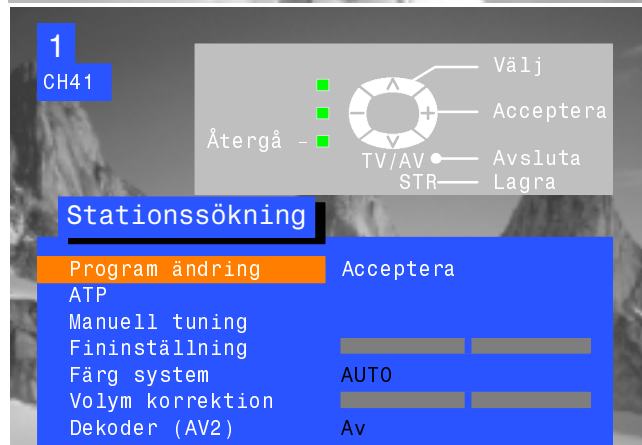 1
CH41
Välj
Acceptera
Återgå –
TV/AV Avsluta
STR Lagra
Stationssökning
Program ändring Acceptera
ATP
Manuell tuning
Fininställning
Färg system AUTO
Volym korrektion
Dekoder (AV2) Av